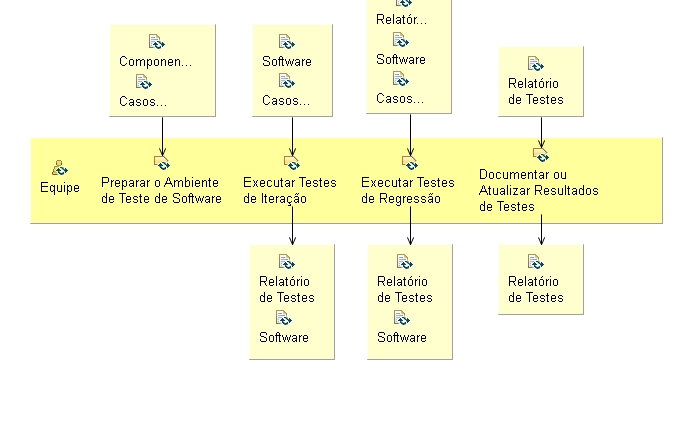 Relatór...
Componen...
Casos...
Software
Casos...
Software
Casos...
Relatório
de Testes
Equipe
Preparar o Ambiente
de Teste de Software
Executar Testes
de Iteração
Executar Testes
de Regressão
Documentar ou
Atualizar Resultados
de Testes
Relatório
de Testes
Software
Relatório
de Testes
Software
Relatório
de Testes